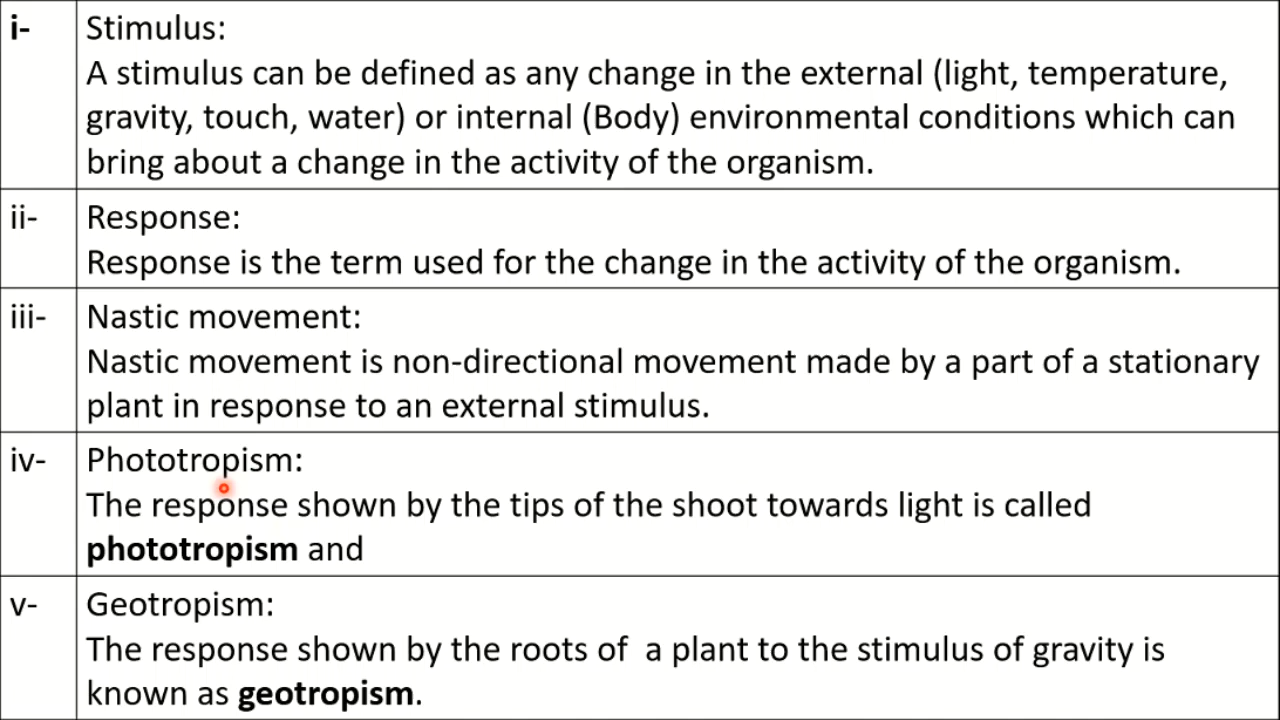 i- Stimulus:
A stimulus can be defined as any change in the external (light, temperature,
gravity, touch, water) or internal (Body) environmental conditions which can
bring about a change in the activity of the organism.
ii- Response:
Response is the term used for the change in the activity of the organism.
iii- Nastic movement:
Nastic movement is non-directional movement made by a part of a stationary
plant in response to an external stimulus.
iv- Phototropism:
The response shown by the tips of the shoot towards light is called
phototropism and
v- Geotropism:
The response shown by the roots of  a plant to the stimulus of gravity is
known as geotropism.